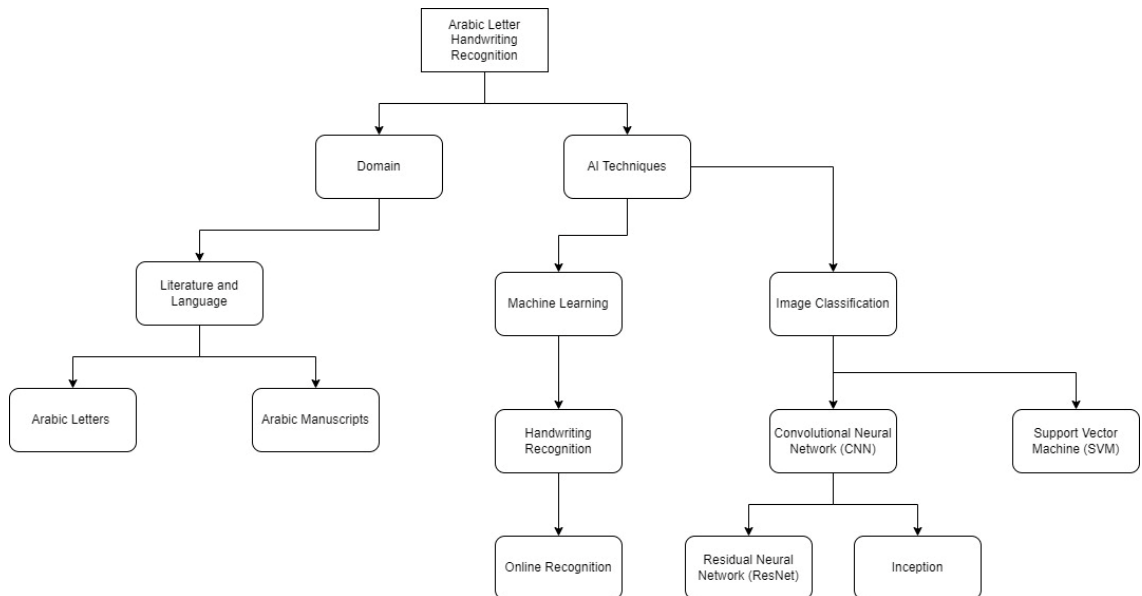 Arabic Letter
Handwriting
Recognition
Domain
AI Techniques
Literature and
Language
Machine Learning
Image Classification
Arabic Letters
Arabic Manuscripts
Handwriting
Recognition
Convolutional Neural
Network (CNN)
Support Vector
Machine (SVM)
Online Recognition
Residual Neural
Network (ResNet)
Inception